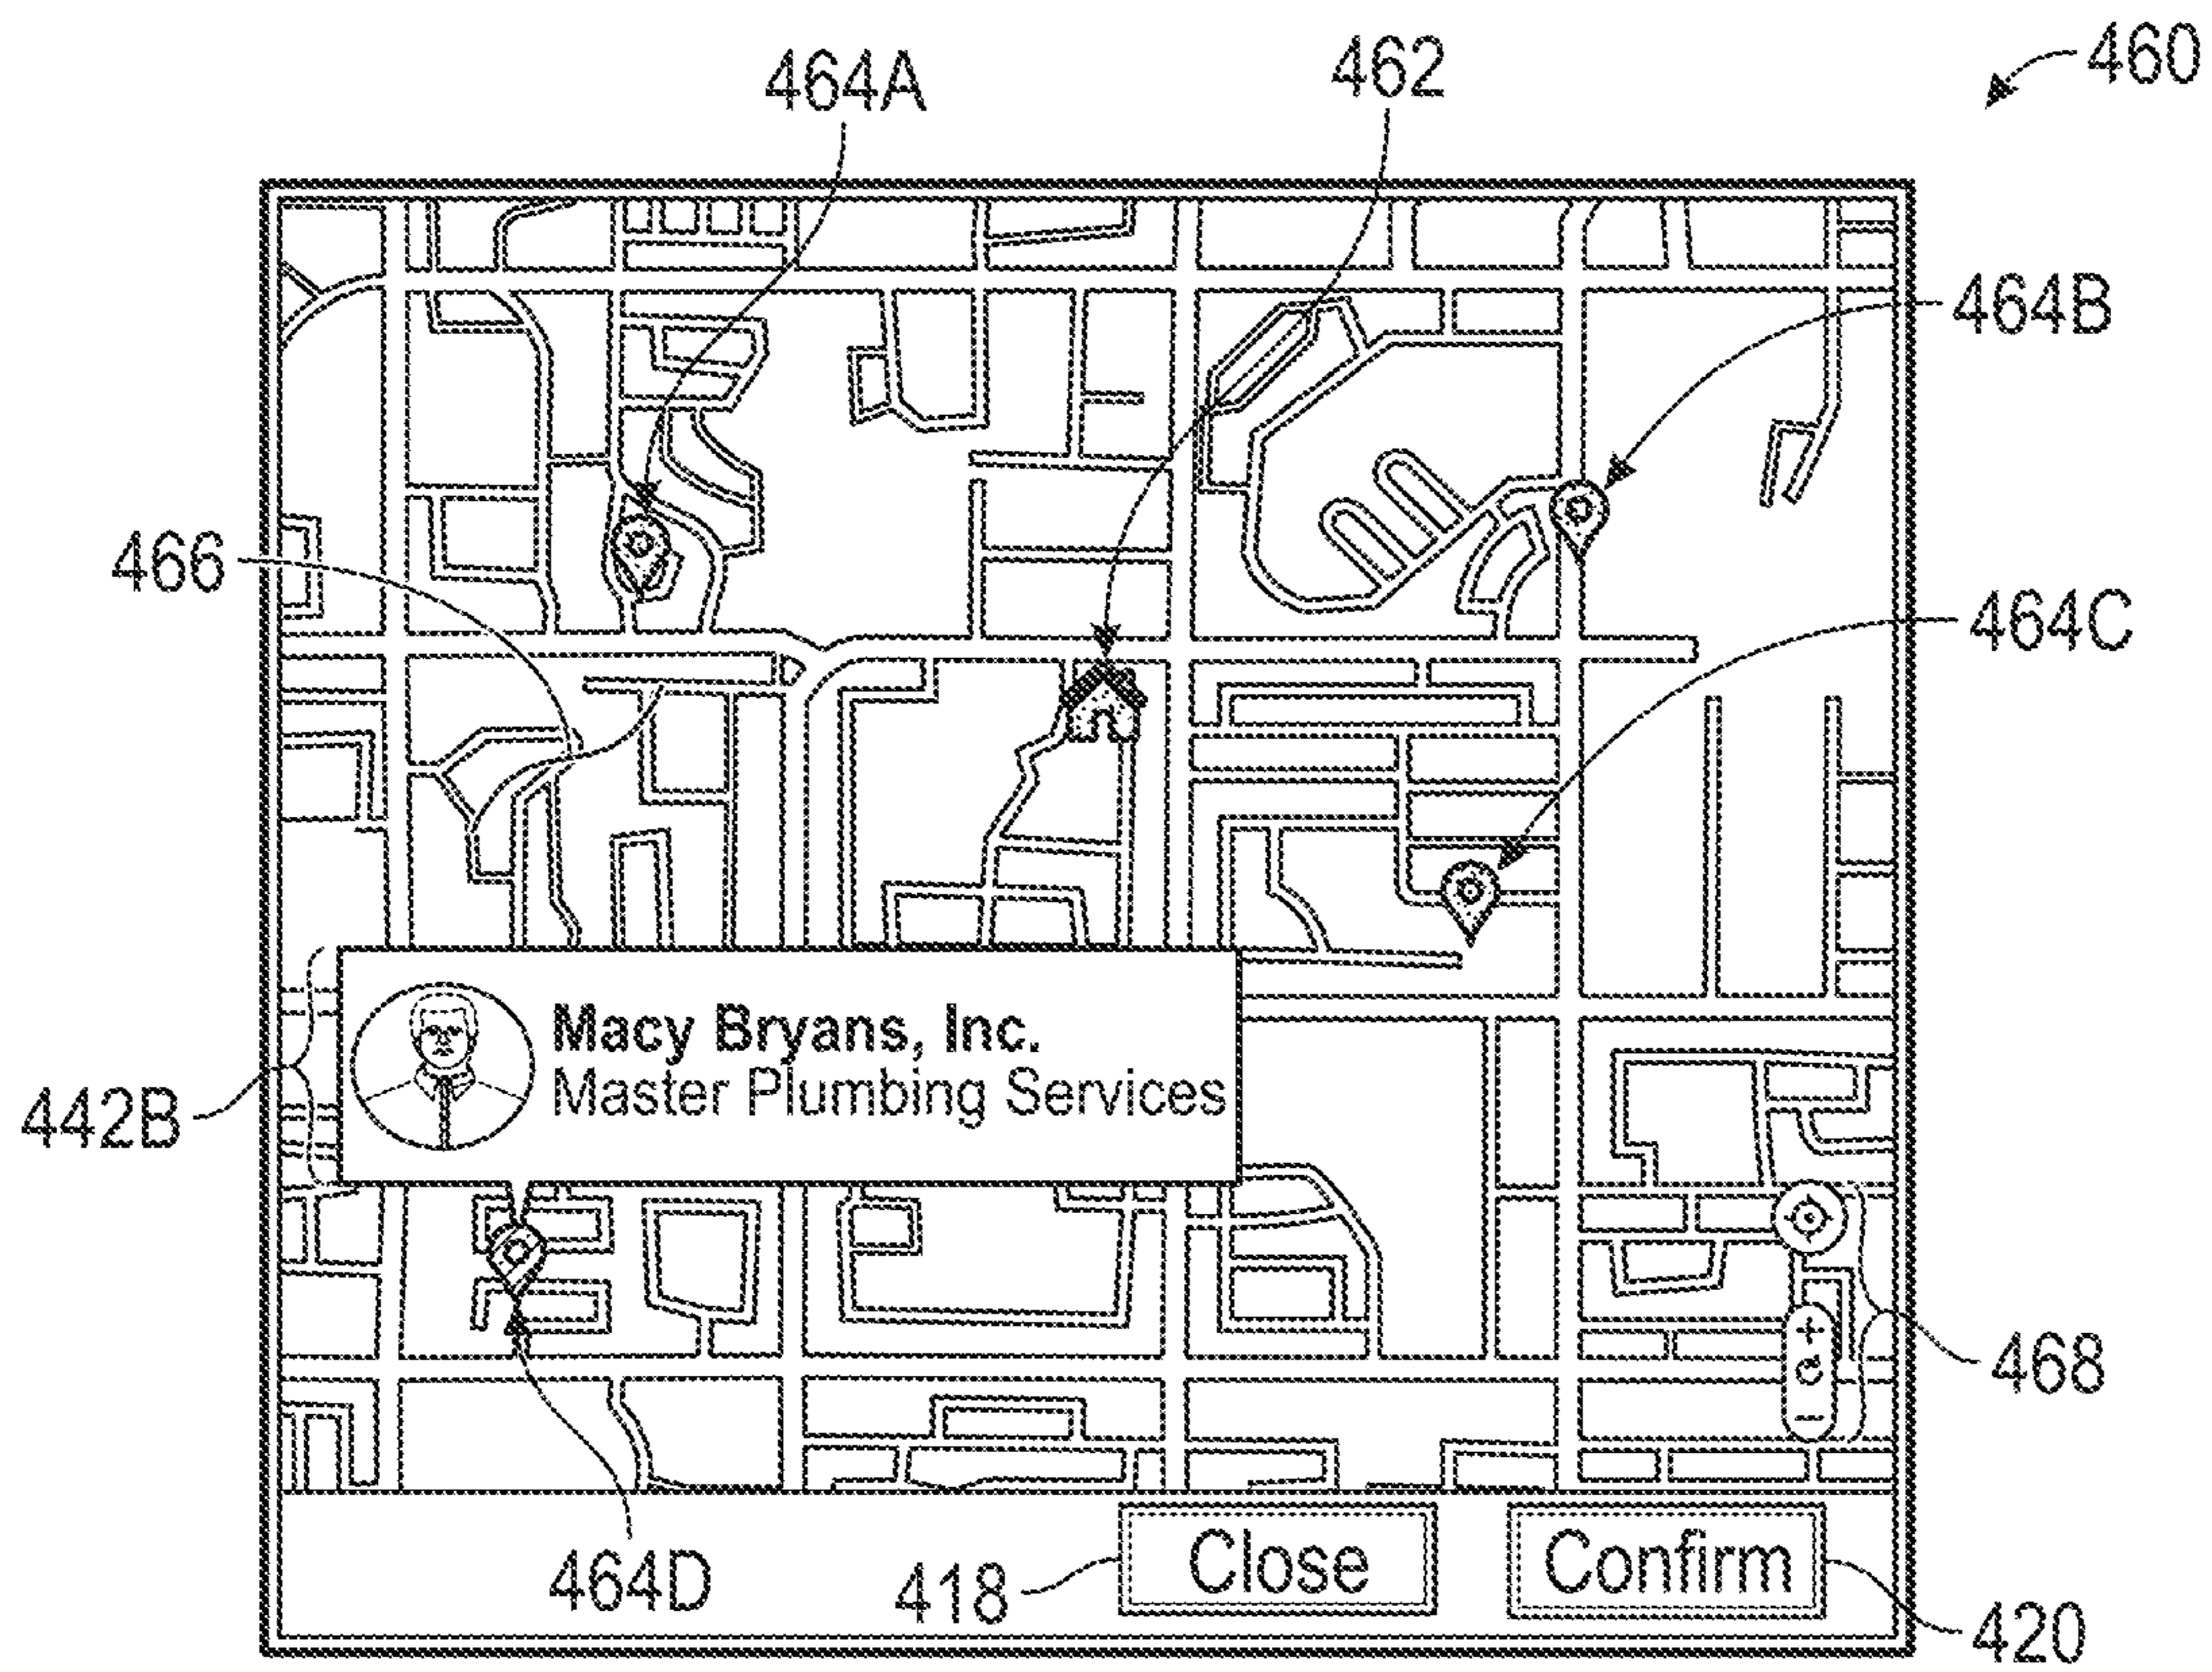 460
464A
462
464B
464C
466
Macy Bryans, Inc.
Master Plumbing Services
442B
+
−
468
464D
418
Close
Confirm
420